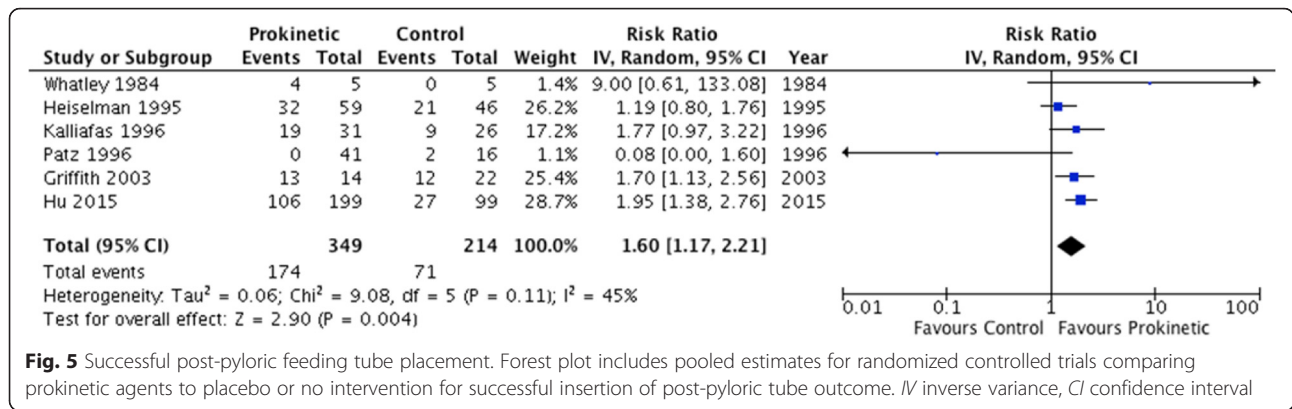 Prokinetic Control Risk Ratio Risk Ratio
Study or Subgroup Events Total Events Total Weight IV, Random, 95% CI Year IV, Random, 95% CI
Whatley 1984 4 5 0 5 1.4% 9.00 [0.61, 133.08] 1984
Heiselman 1995 32 59 21 46 26.2% 1.19 [0.80, 1.76] 1995
Kalliafas 1996 19 31 9 26 17.2% 1.77 [0.97, 3.22] 1996
Patz 1996 0 41 2 16 1.1% 0.08 [0.00, 1.60] 1996
Griffith 2003 13 14 12 22 25.4% 1.70 [1.13, 2.56] 2003
Hu 2015 106 199 27 99 28.7% 1.95 [1.38, 2.76] 2015
Total (95% CI) 349 214 100.0% 1.60 [1.17, 2.21]
Total events 174 71
Heterogeneity: Tau² = 0.06; Chi² = 9.08, df = 5 (P = 0.11); I² = 45%
Test for overall effect: Z = 2.90 (P = 0.004)
0.01 0.1 1 10 100
Favours Control Favours Prokinetic
Fig. 5 Successful post-pyloric feeding tube placement. Forest plot includes pooled estimates for randomized controlled trials comparing
prokinetic agents to placebo or no intervention for successful insertion of post-pyloric tube outcome. IV inverse variance, CI confidence interval